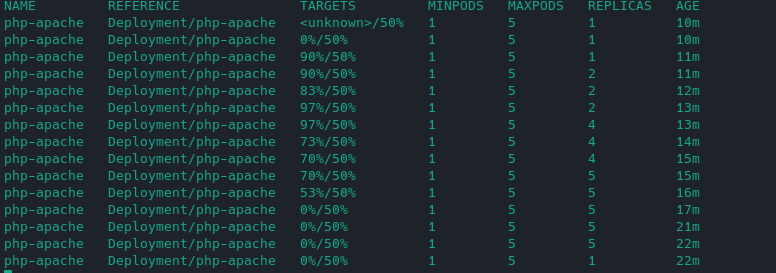 NAME REFERENCE TARGETS MINPODS MAXPODS REPLICAS AGE
php-apache Deployment/php-apache <unknown>/50% 1 5 1 10m
php-apache Deployment/php-apache 0%/50% 1 5 1 10m
php-apache Deployment/php-apache 90%/50% 1 5 1 11m
php-apache Deployment/php-apache 90%/50% 1 5 2 11m
php-apache Deployment/php-apache 83%/50% 1 5 2 12m
php-apache Deployment/php-apache 97%/50% 1 5 2 13m
php-apache Deployment/php-apache 97%/50% 1 5 4 13m
php-apache Deployment/php-apache 73%/50% 1 5 4 14m
php-apache Deployment/php-apache 70%/50% 1 5 4 15m
php-apache Deployment/php-apache 70%/50% 1 5 5 15m
php-apache Deployment/php-apache 53%/50% 1 5 5 16m
php-apache Deployment/php-apache 0%/50% 1 5 5 17m
php-apache Deployment/php-apache 0%/50% 1 5 5 21m
php-apache Deployment/php-apache 0%/50% 1 5 5 22m
php-apache Deployment/php-apache 0%/50% 1 5 1 22m